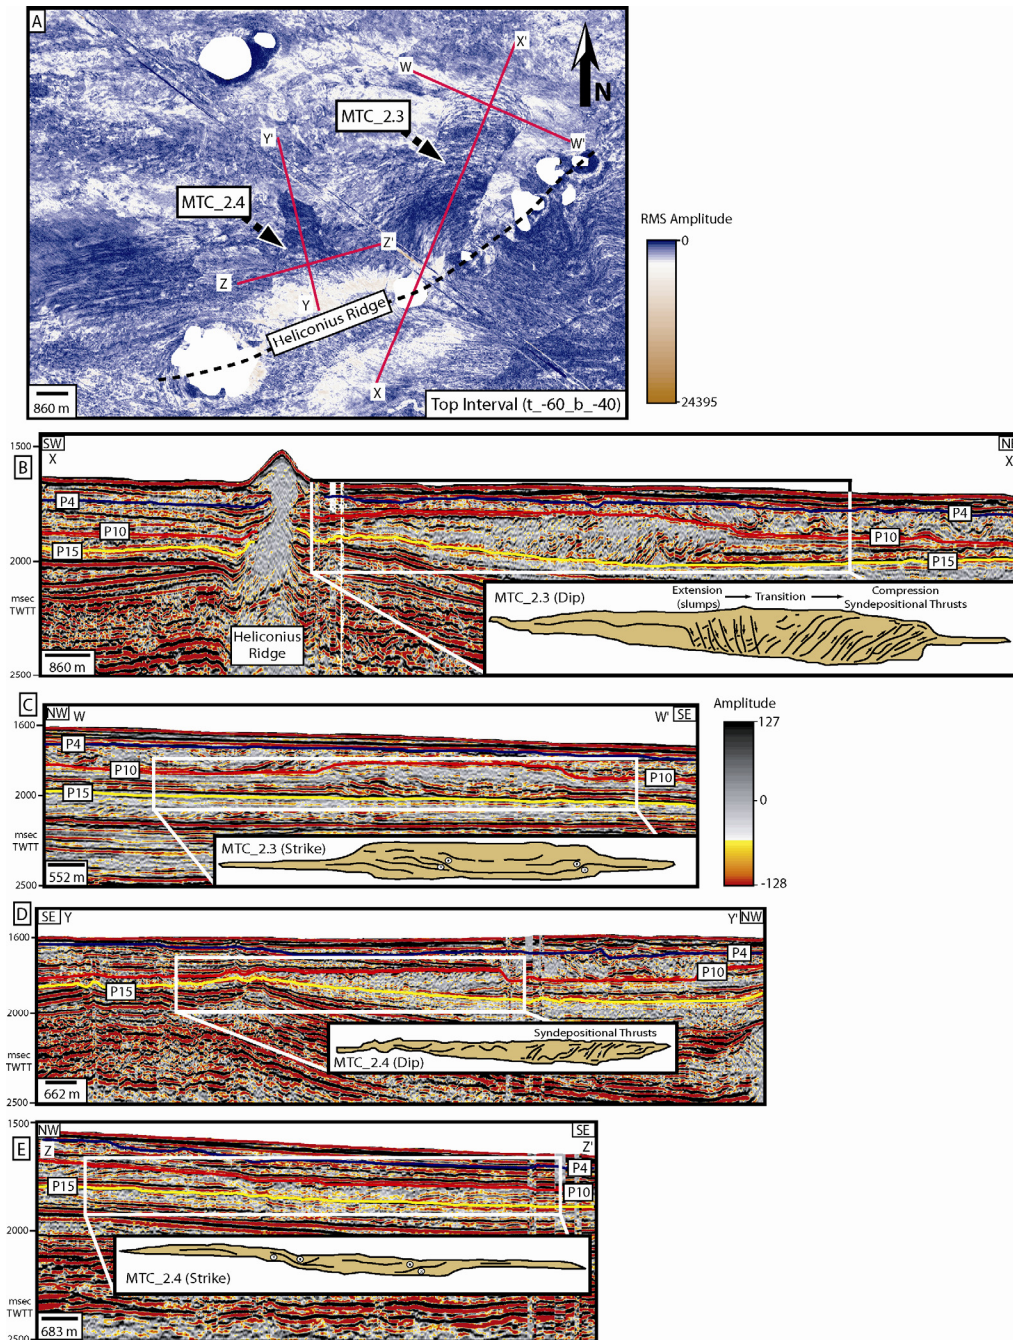 A
X'
W
N
MTC_2.3
Y'
W'
MTC_2.4
RMS Amplitude
0
Z'
Z
Y
Heliconius Ridge
X
860 m
Top Interval (t_-60_b_-40)
24395
1500
SW
X
B
P4
P4
P10
P10
P15
P15
2000
msec
TWTT
MTC_2.3 (Dip)
Extension
(slumps)
Transition
Compression
Syndepositional Thrusts
Heliconius
Ridge
860 m
2500
C
NW
W
W'
SE
Amplitude
1600
127
P4
P10
P10
P15
2000
0
msec
TWTT
MTC_2.3 (Strike)
552 m
2500
-128
D
SE
Y
Y'
NW
1600
P4
P10
P15
2000
Syndepositional Thrusts
msec
TWTT
MTC_2.4 (Dip)
662 m
2500
1500
NW
SE
E
Z
Z'
P4
P15
P10
2000
MTC_2.4 (Strike)
msec
TWTT
683 m
2500